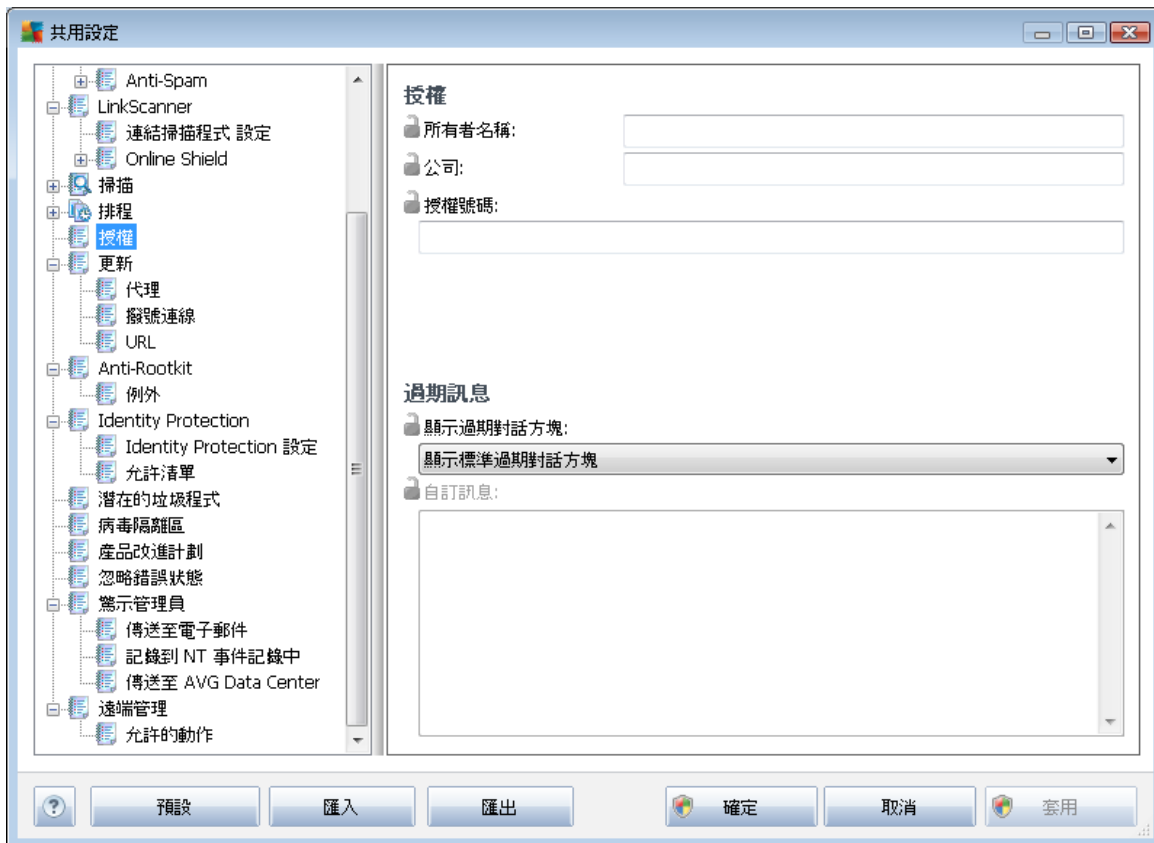 共用設定
Anti-Spam
LinkScanner
連結掃描程式 設定
Online Shield
掃描
排程
授權
更新
代理
撥號連線
URL
Anti-Rootkit
例外
Identity Protection
Identity Protection 設定
允許清單
潛在的垃圾程式
病毒隔離區
產品改進計劃
忽略錯誤狀態
驚示管理員
傳送至電子郵件
記錄到 NT 事件記錄中
傳送至 AVG Data Center
遠端管理
允許的動作
授權
所有者名稱:
公司:
授權號碼:
過期訊息
顯示過期對話方塊:
顯示標準過期對話方塊
自訂訊息:
預設
匯入
匯出
確定
取消
套用